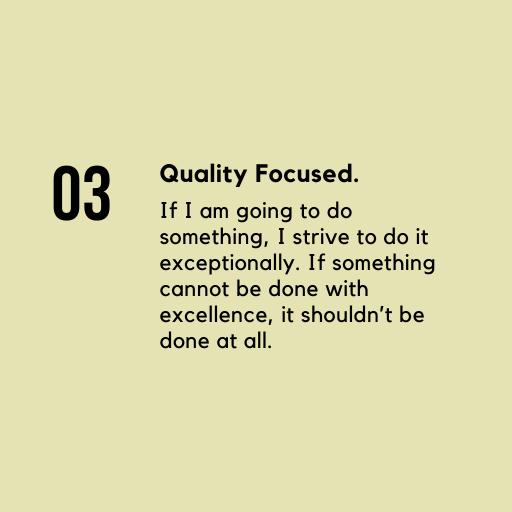 03
Quality Focused.
If I am going to do
something, I strive to do it
exceptionally. If something
cannot be done with
excellence, it shouldn't be
done at all.